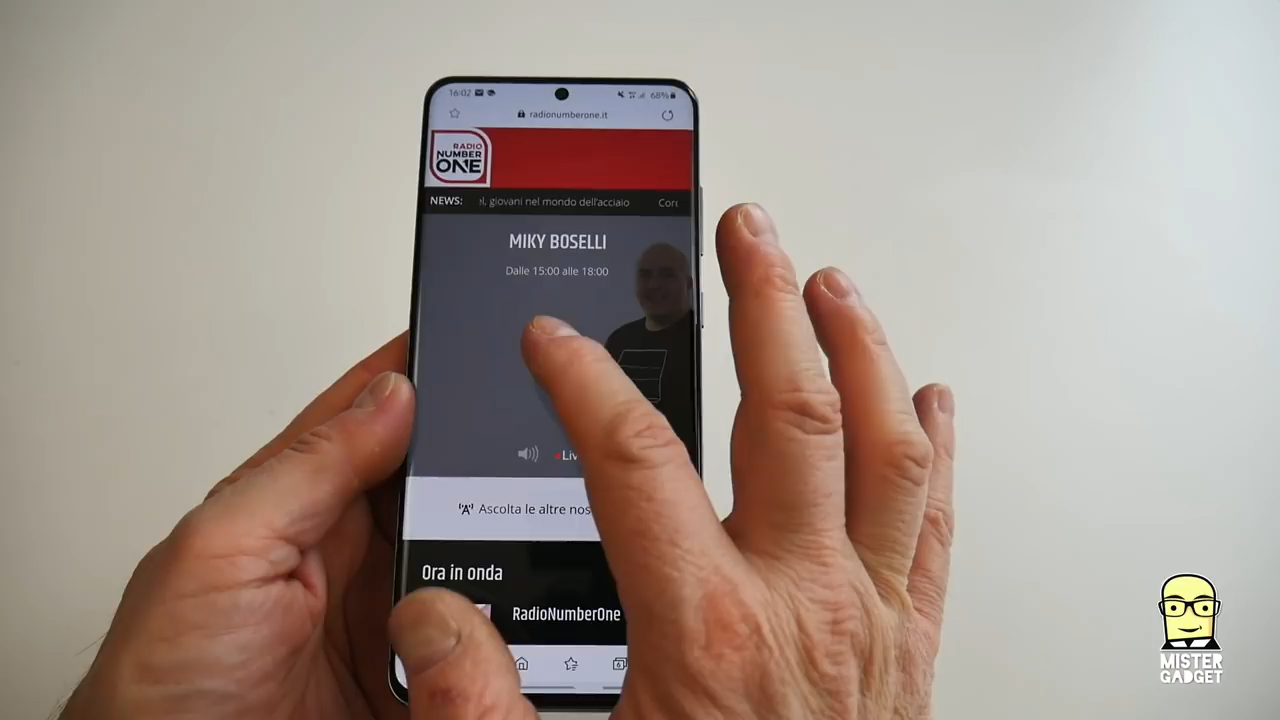 16:02
68%
radionumberone.it
RADIO
NUMBER
ONE
NEWS:
giovani nel mondo dell'acciaio
MIKY BOSELLI
Dalle 15:00 alle 18:00
Ascolta le altre
Ora in onda
RadioNumberOne
MISTER
GADGET